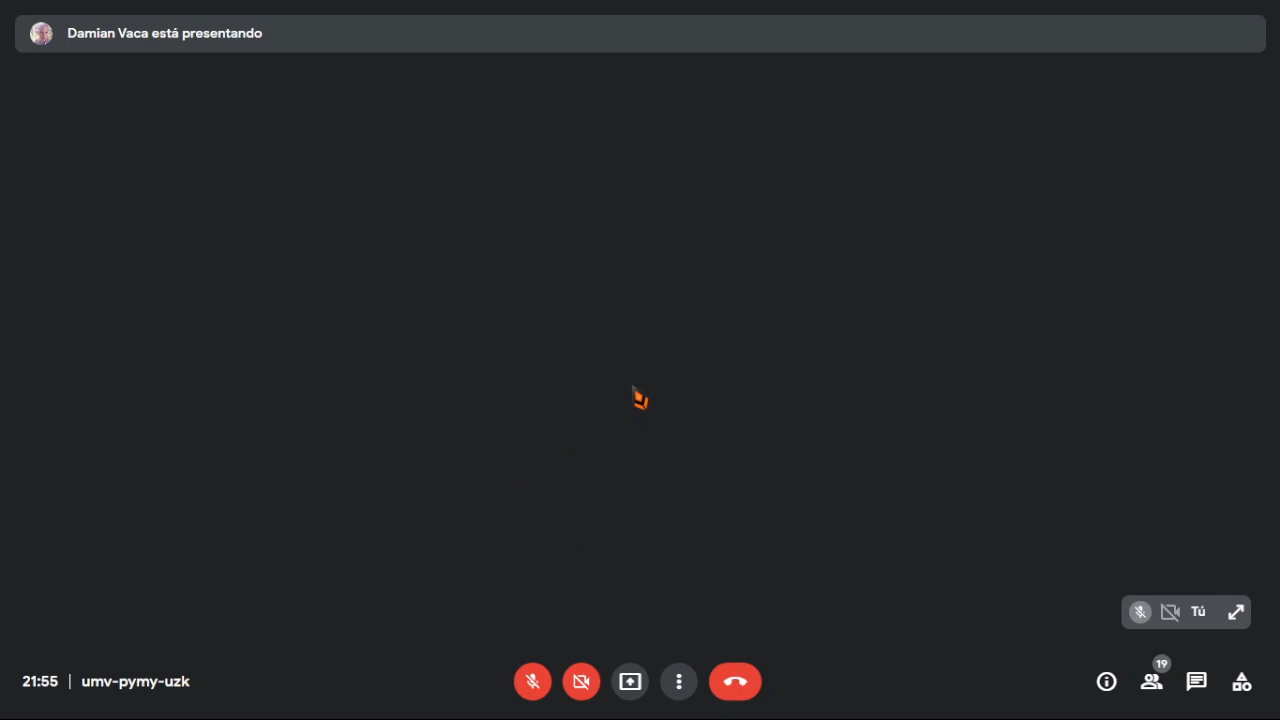 Damian Vaca está presentando
Tú
21:55 | umv-pymy-uzk
19